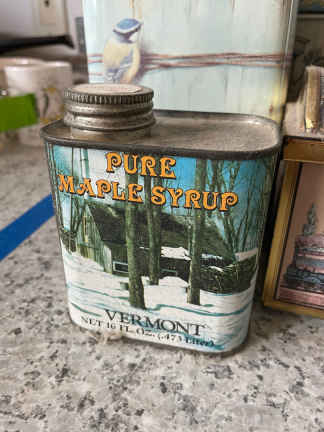 PURE
MAPLE SYRUP
VERMONT
NET 16 FL. OZ. (.473 Liter)